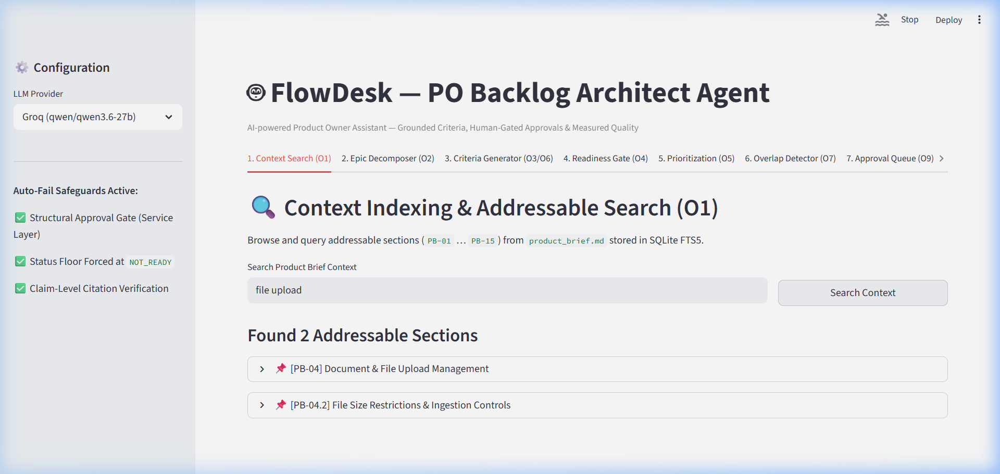 Stop
Deploy
Configuration
LLM Provider
Groq (qwen/qwen3.6-27b)
Auto-Fail Safeguards Active:
Structural Approval Gate (Service
Layer)
Status Floor Forced at NOT_READY
Claim-Level Citation Verification
FlowDesk — PO Backlog Architect Agent
AI-powered Product Owner Assistant — Grounded Criteria, Human-Gated Approvals & Measured Quality
1. Context Search (O1) 2. Epic Decomposer (O2) 3. Criteria Generator (O3/O6) 4. Readiness Gate (O4) 5. Prioritization (O5) 6. Overlap Detector (O7) 7. Approval Queue (O9)
Context Indexing & Addressable Search (O1)
Browse and query addressable sections ( PB-01 ... PB-15 ) from product_brief.md stored in SQLite FTS5.
Search Product Brief Context
file upload
Search Context
Found 2 Addressable Sections
[PB-04] Document & File Upload Management
[PB-04.2] File Size Restrictions & Ingestion Controls